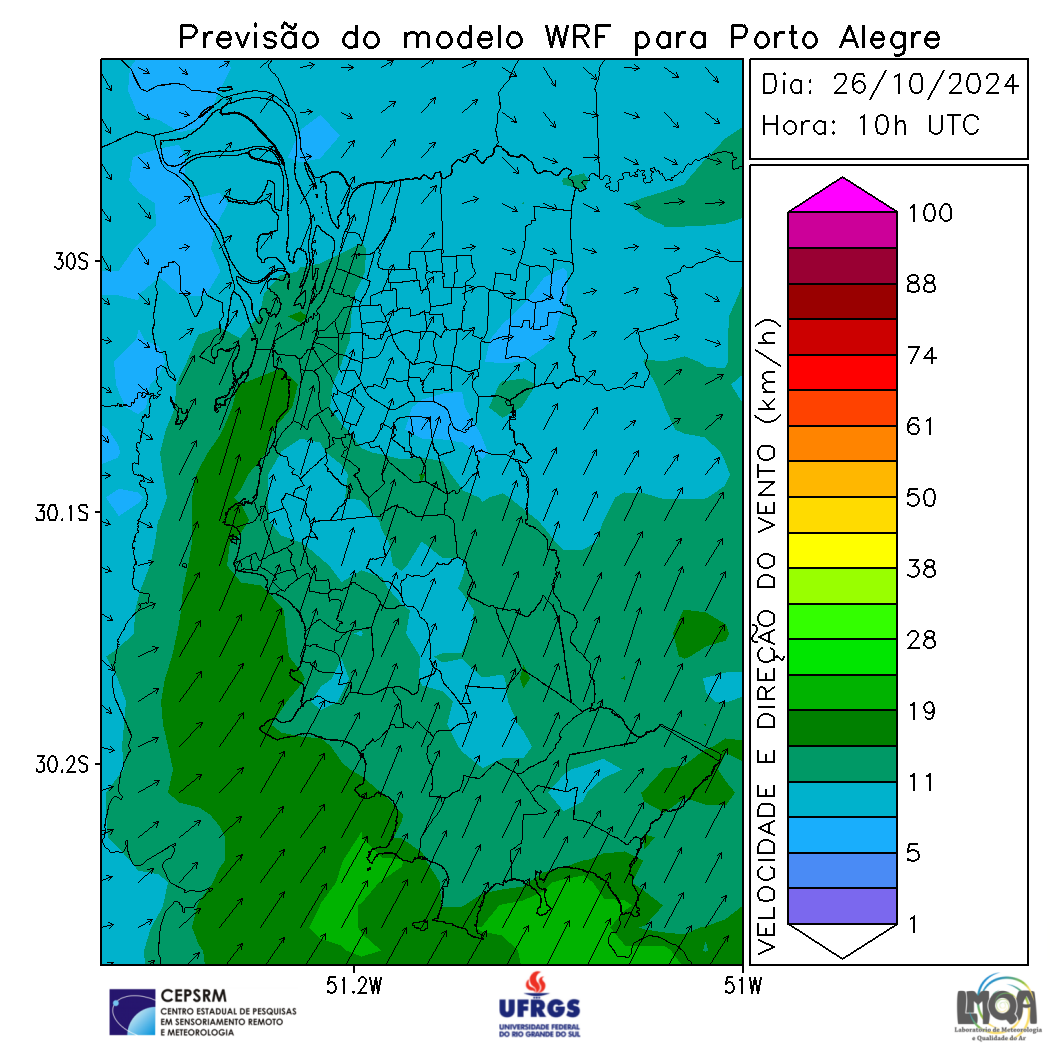 Previsão do modelo WRF para Porto Alegre
Dia: 26/10/2024
Hora: 10h UTC
30S
30.1S
30.2S
51.2W
51W
VELOCIDADE E DIREÇÃO DO VENTO (km/h)
100
88
74
61
50
38
28
19
11
5
1
CEPSRM
CENTRO ESTADUAL DE PESQUISAS
EM SENSORIAMENTO REMOTO
E METEOROLOGIA
UFRGS
UNIVERSIDADE FEDERAL
DO RIO GRANDE DO SUL
LMQA
Laboratório de Meteorologia
e Qualidade do Ar